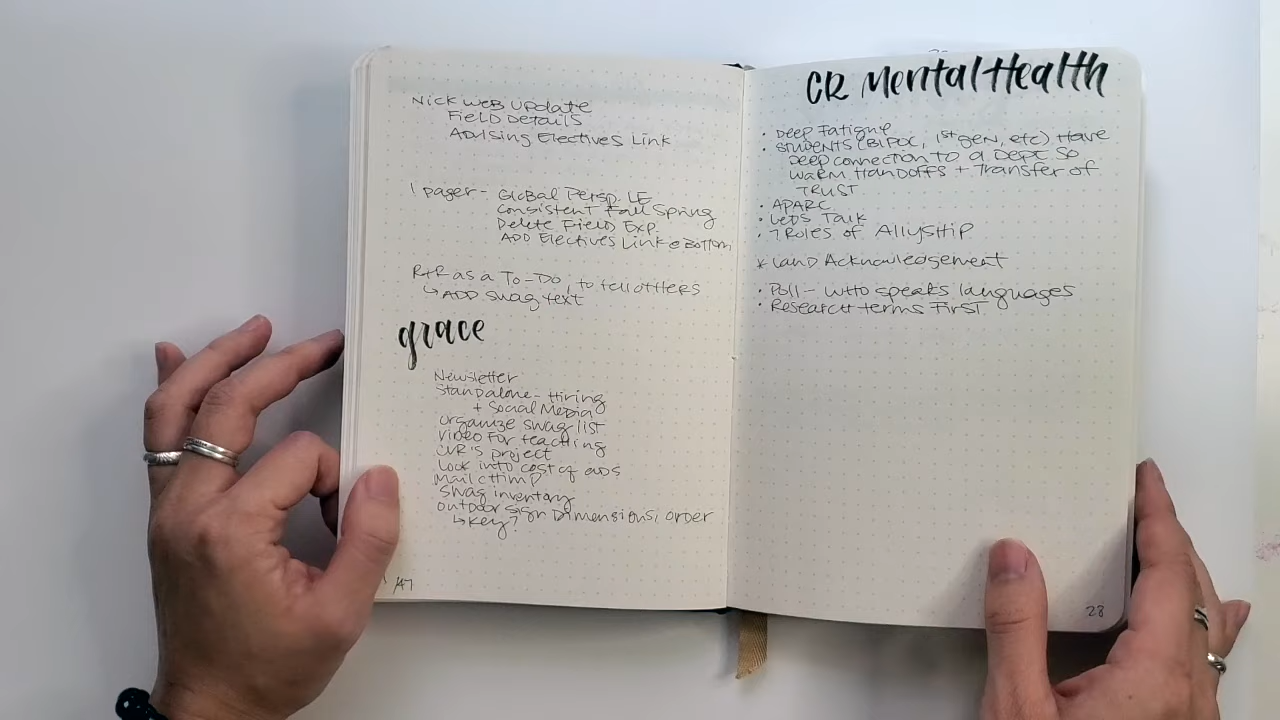 Nick web update
Field Details
Advising Electives Link
1 pager - Global Persp. LE
Consistent Fall Spring
Delete Field Exp.
ADD Electives Link @ Bottom
R+R as a To-Do, to tell others
↳ ADD swag text
grace
Newsletter
Standalone - Hiring
+ Social Media
organize swag list
video for teaching
project
Look into cost of ads
Mailchimp
Swag inventory
outdoor sign Dimensions, order
↳ Key?
CR Mental Health
• Deep Fatigue
• Students (BIPOC, 1st gen, etc) Have
Deep connection to a Dept so
warm Handoffs + Transfer of
TRUST
• APARC
• Let's Talk
• 7 Roles of Allyship
* Land Acknowledgement
• Poll - who speaks languages
• Research terms First
28